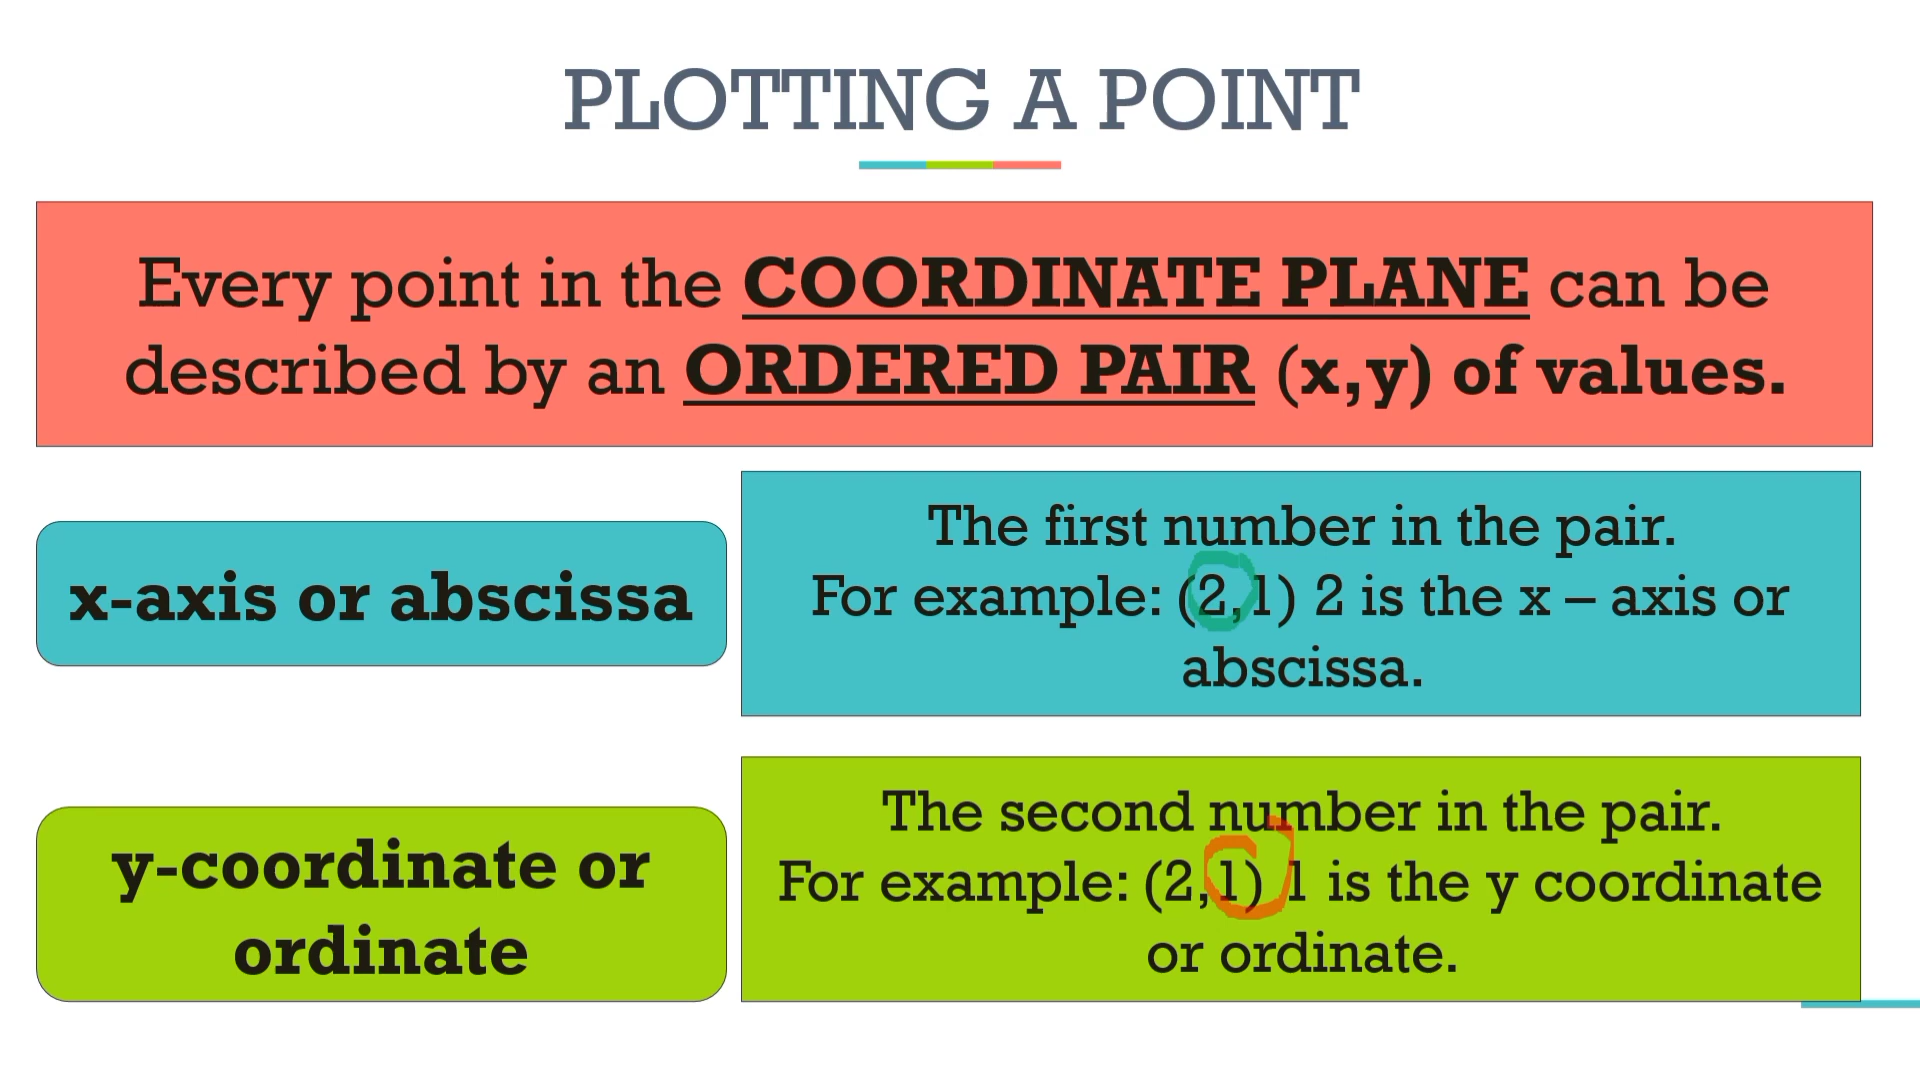 PLOTTING A POINT
Every point in the COORDINATE PLANE can be
described by an ORDERED PAIR (x,y) of values.
x-axis or abscissa
The first number in the pair.
For example: (2,1) 2 is the x – axis or
abscissa.
y-coordinate or
ordinate
The second number in the pair.
For example: (2,1) 1 is the y coordinate
or ordinate.